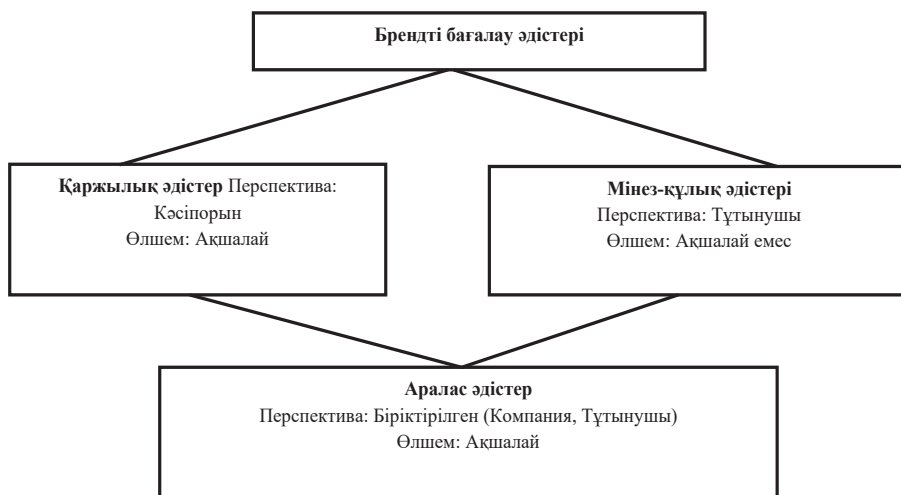 Брендті бағалау әдістері
Қаржылық әдістер Перспектива:
Кәсіпорын
Өлшем: Ақшалай
Мінез-құлық әдістері
Перспектива: Тұтынушы
Өлшем: Ақшалай емес
Аралас әдістер
Перспектива: Біріктірілген (Компания, Тұтынушы)
Өлшем: Ақшалай